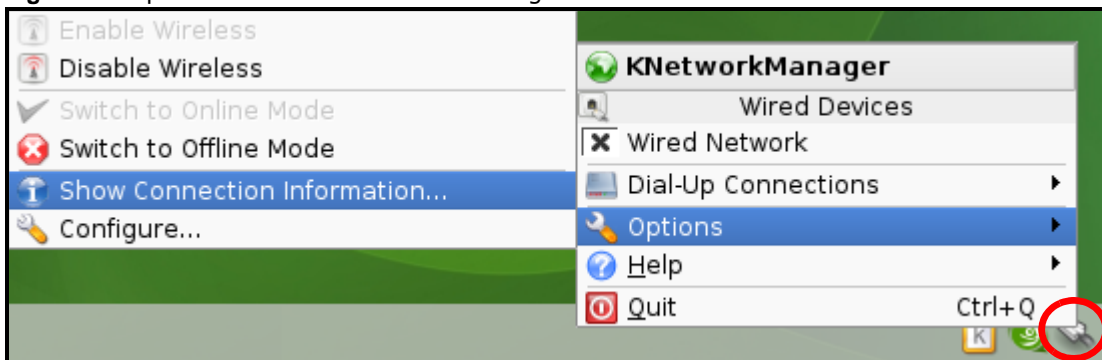 Enable Wireless
Disable Wireless
Switch to Online Mode
Switch to Offline Mode
Show Connection Information...
Configure...
KNetworkManager
Wired Devices
Wired Network
Dial-Up Connections
Options
Help
Quit Ctrl+Q
K